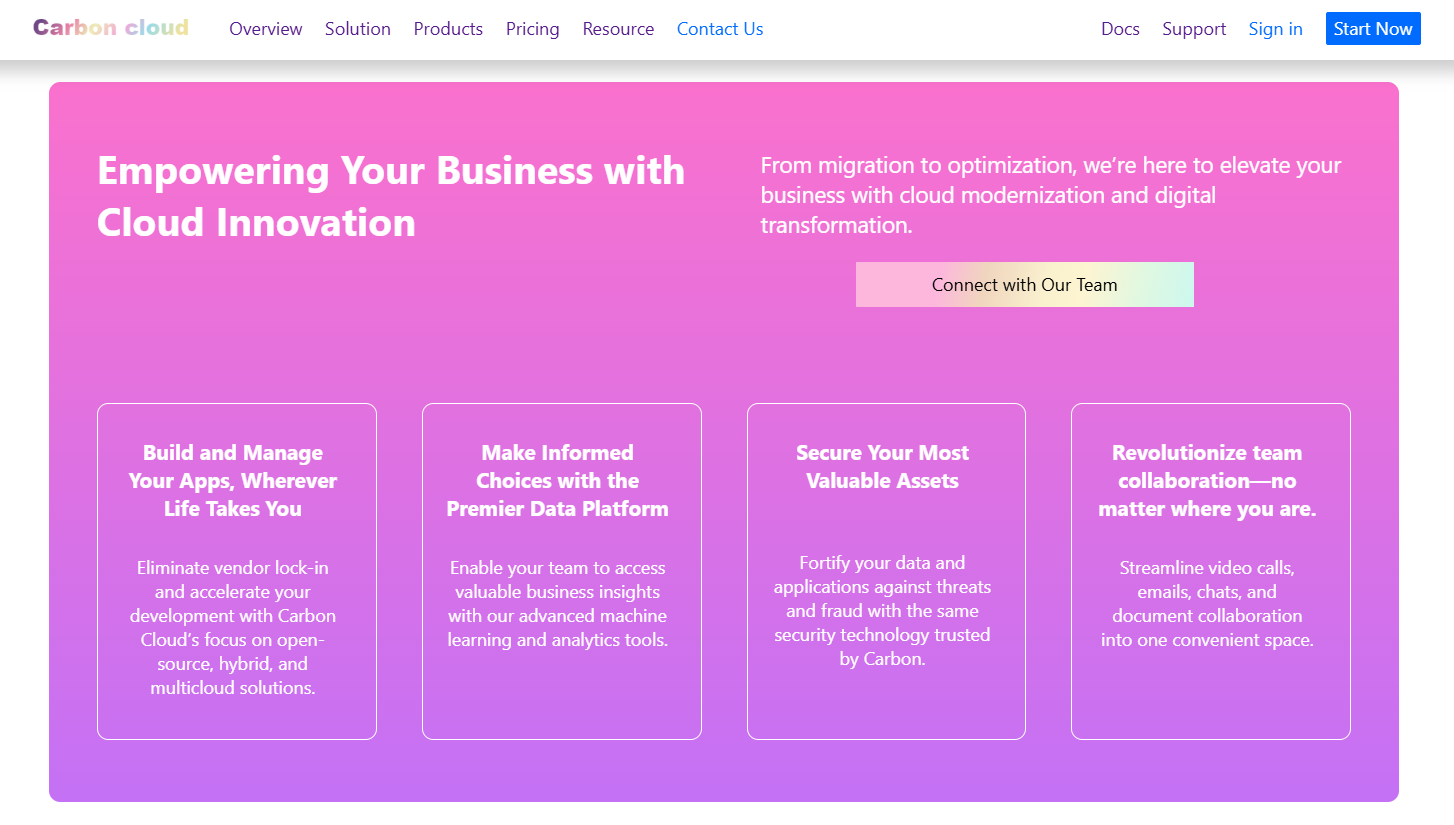 Carbon cloud Overview Solution Products Pricing Resource Contact Us Docs Support Sign in Start Now
Empowering Your Business with
Cloud Innovation
From migration to optimization, we’re here to elevate your
business with cloud modernization and digital
transformation.
Connect with Our Team
Build and Manage
Your Apps, Wherever
Life Takes You
Eliminate vendor lock-in
and accelerate your
development with Carbon
Cloud’s focus on open-
source, hybrid, and
multicloud solutions.
Make Informed
Choices with the
Premier Data Platform
Enable your team to access
valuable business insights
with our advanced machine
learning and analytics tools.
Secure Your Most
Valuable Assets
Fortify your data and
applications against threats
and fraud with the same
security technology trusted
by Carbon.
Revolutionize team
collaboration—no
matter where you are.
Streamline video calls,
emails, chats, and
document collaboration
into one convenient space.